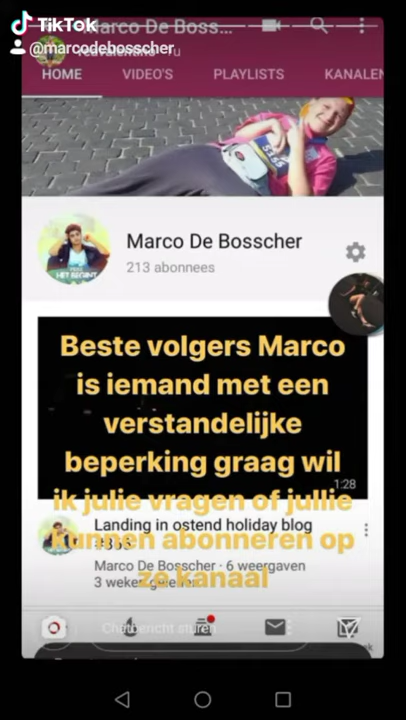 TikTok
@marcodebosscher
Marco De Boss...
HOME VIDEO'S PLAYLISTS KANALEN
Marco De Bosscher
213 abonnees
Beste volgers Marco
is iemand met een
verstandelijke
beperking graag wil
ik julie vragen of jullie
kunnen abonneren op
ze kanaal
1:28
Landing in ostend holiday blog
Marco De Bosscher · 6 weergaven
3 weken geleden
Chatbericht sturen